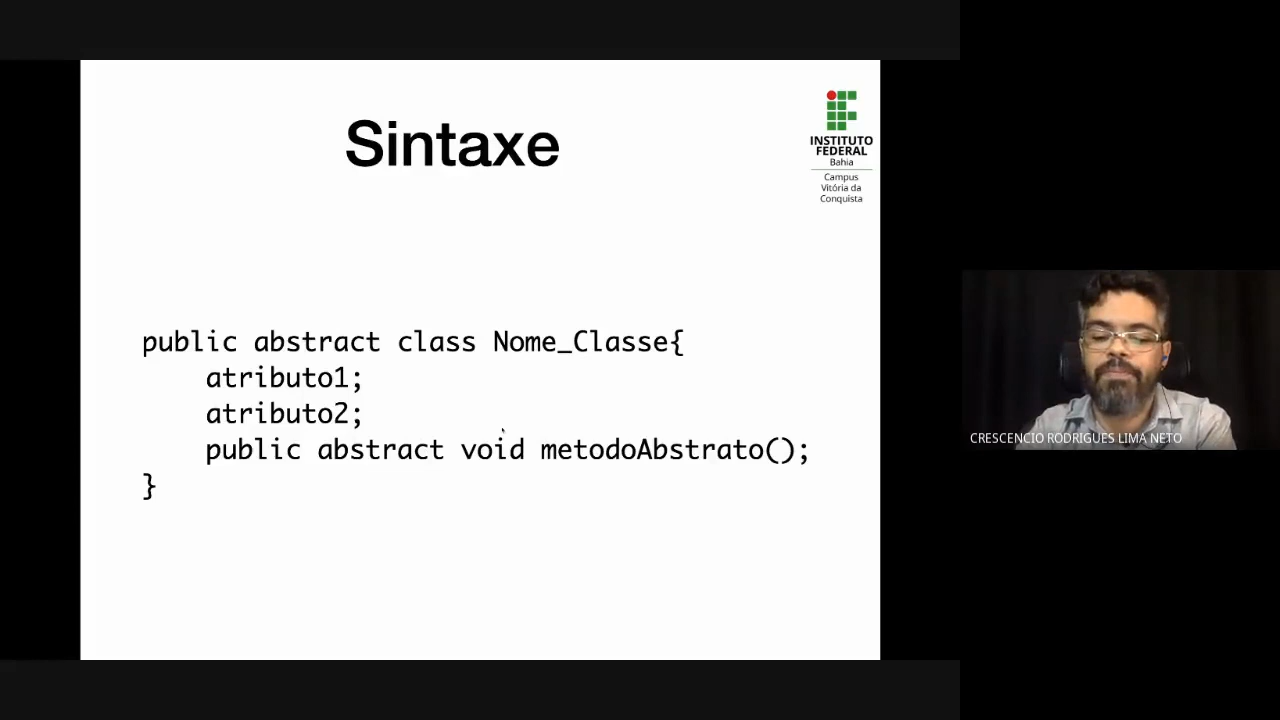 Sintaxe
INSTITUTO
FEDERAL
Bahia
Campus
Vitória da
Conquista
public abstract class Nome_Classe{
    atributo1;
    atributo2;
    public abstract void metodoAbstrato();
}
CRESCENCIO RODRIGUES LIMA NETO